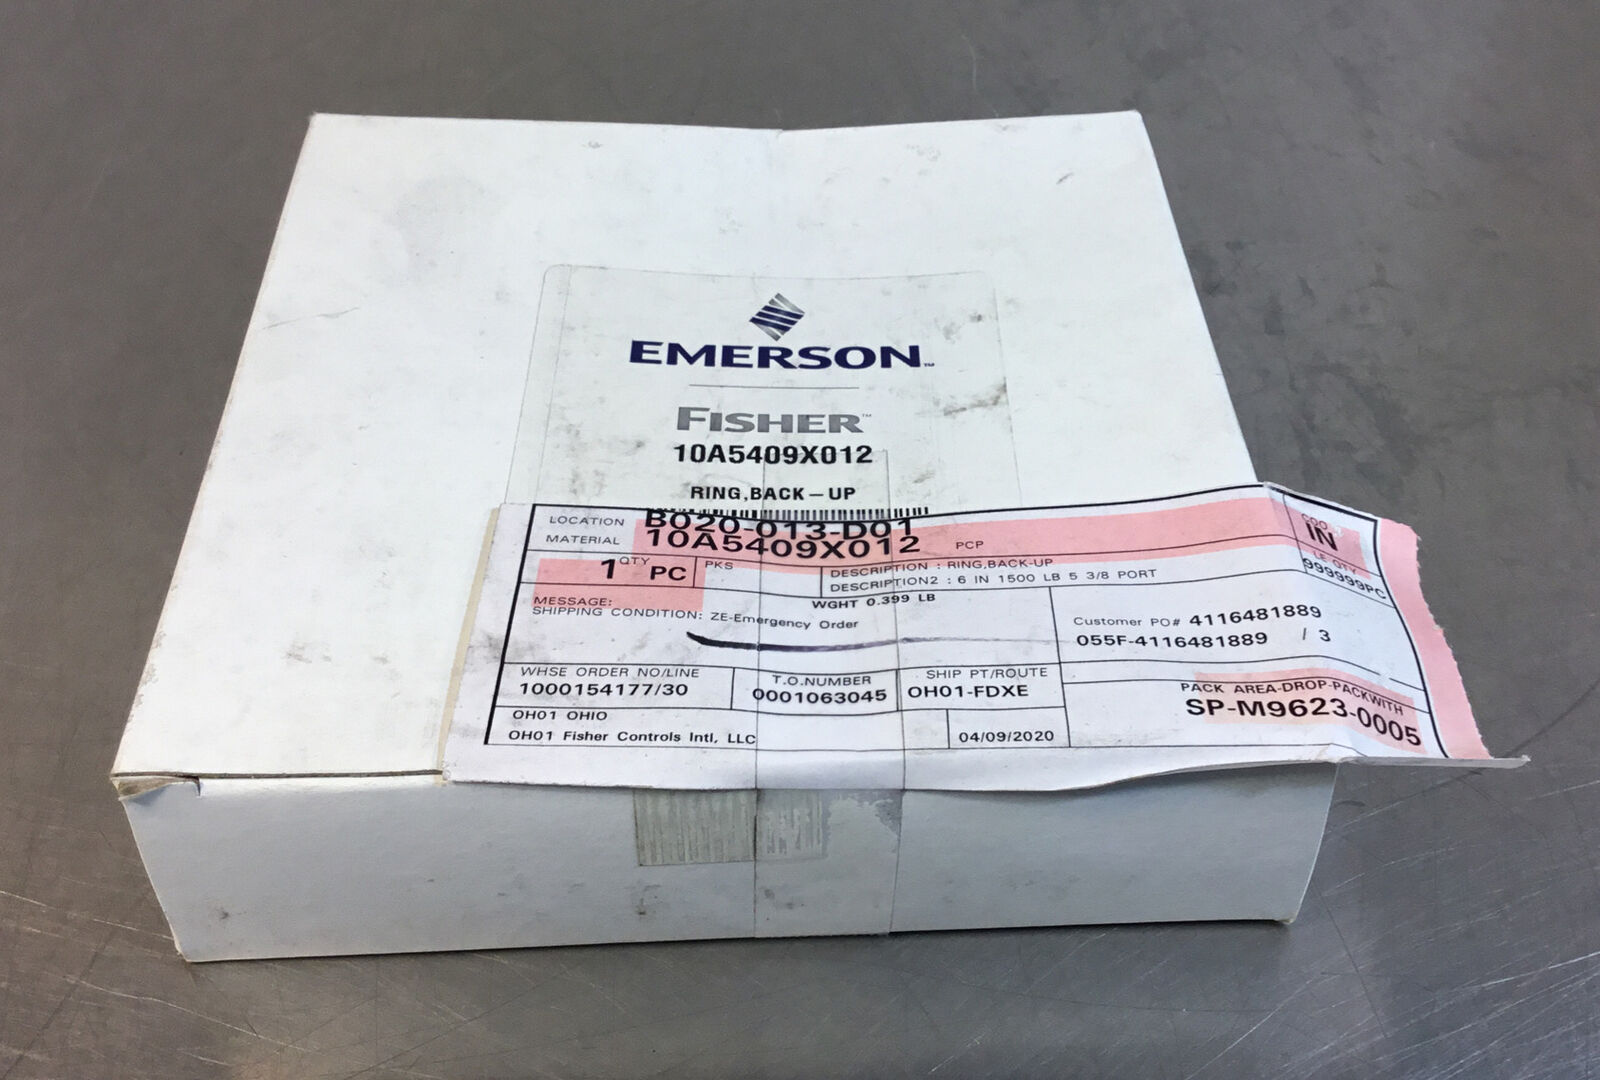 EMERSON™
FISHER™
10A5409X012
RING,BACK-UP
LOCATION B020-013-D01
MATERIAL 10A5409X012 PCP
COO IN
1 QTY PC PKS
DESCRIPTION : RING,BACK-UP
DESCRIPTION2 : 6 IN 1500 LB 5 3/8 PORT
999999PC
WGHT 0.399 LB
MESSAGE:
SHIPPING CONDITION: ZE-Emergency Order
Customer PO# 4116481889
055F-4116481889 / 3
WHSE ORDER NO/LINE
1000154177/30
T.O.NUMBER
0001063045
SHIP PT/ROUTE
OH01-FDXE
PACK AREA-DROP-PACKWITH
SP-M9623-0005
OH01 OHIO
OH01 Fisher Controls Intl, LLC
04/09/2020